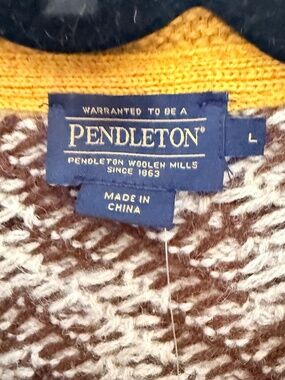 WARRANTED TO BE A
PENDLETON®
L
PENDLETON WOOLEN MILLS
SINCE 1863
MADE IN
CHINA